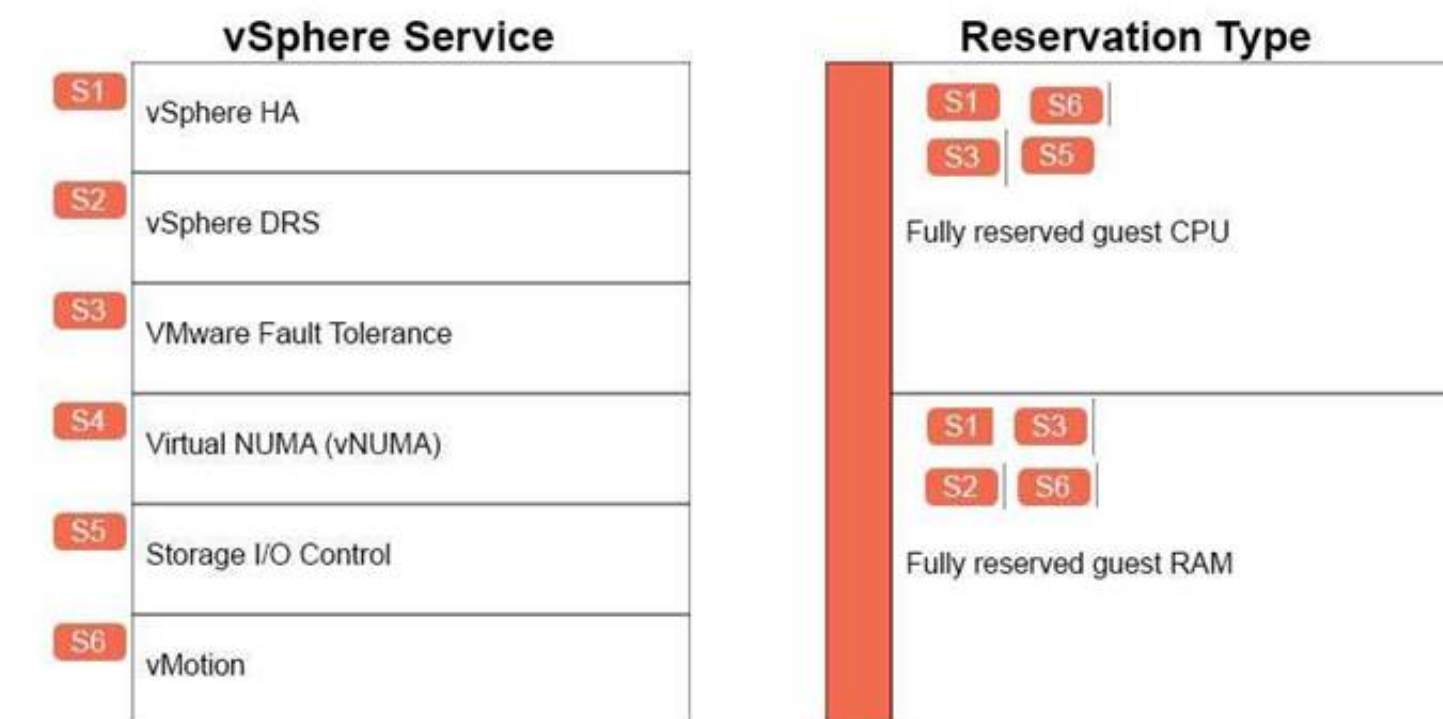 vSphere Service
S1
vSphere HA
S2
vSphere DRS
S3
VMware Fault Tolerance
S4
Virtual NUMA (vNUMA)
S5
Storage I/O Control
S6
vMotion
Reservation Type
S1 S6
S3 S5
Fully reserved guest CPU
S1 S3
S2 S6
Fully reserved guest RAM